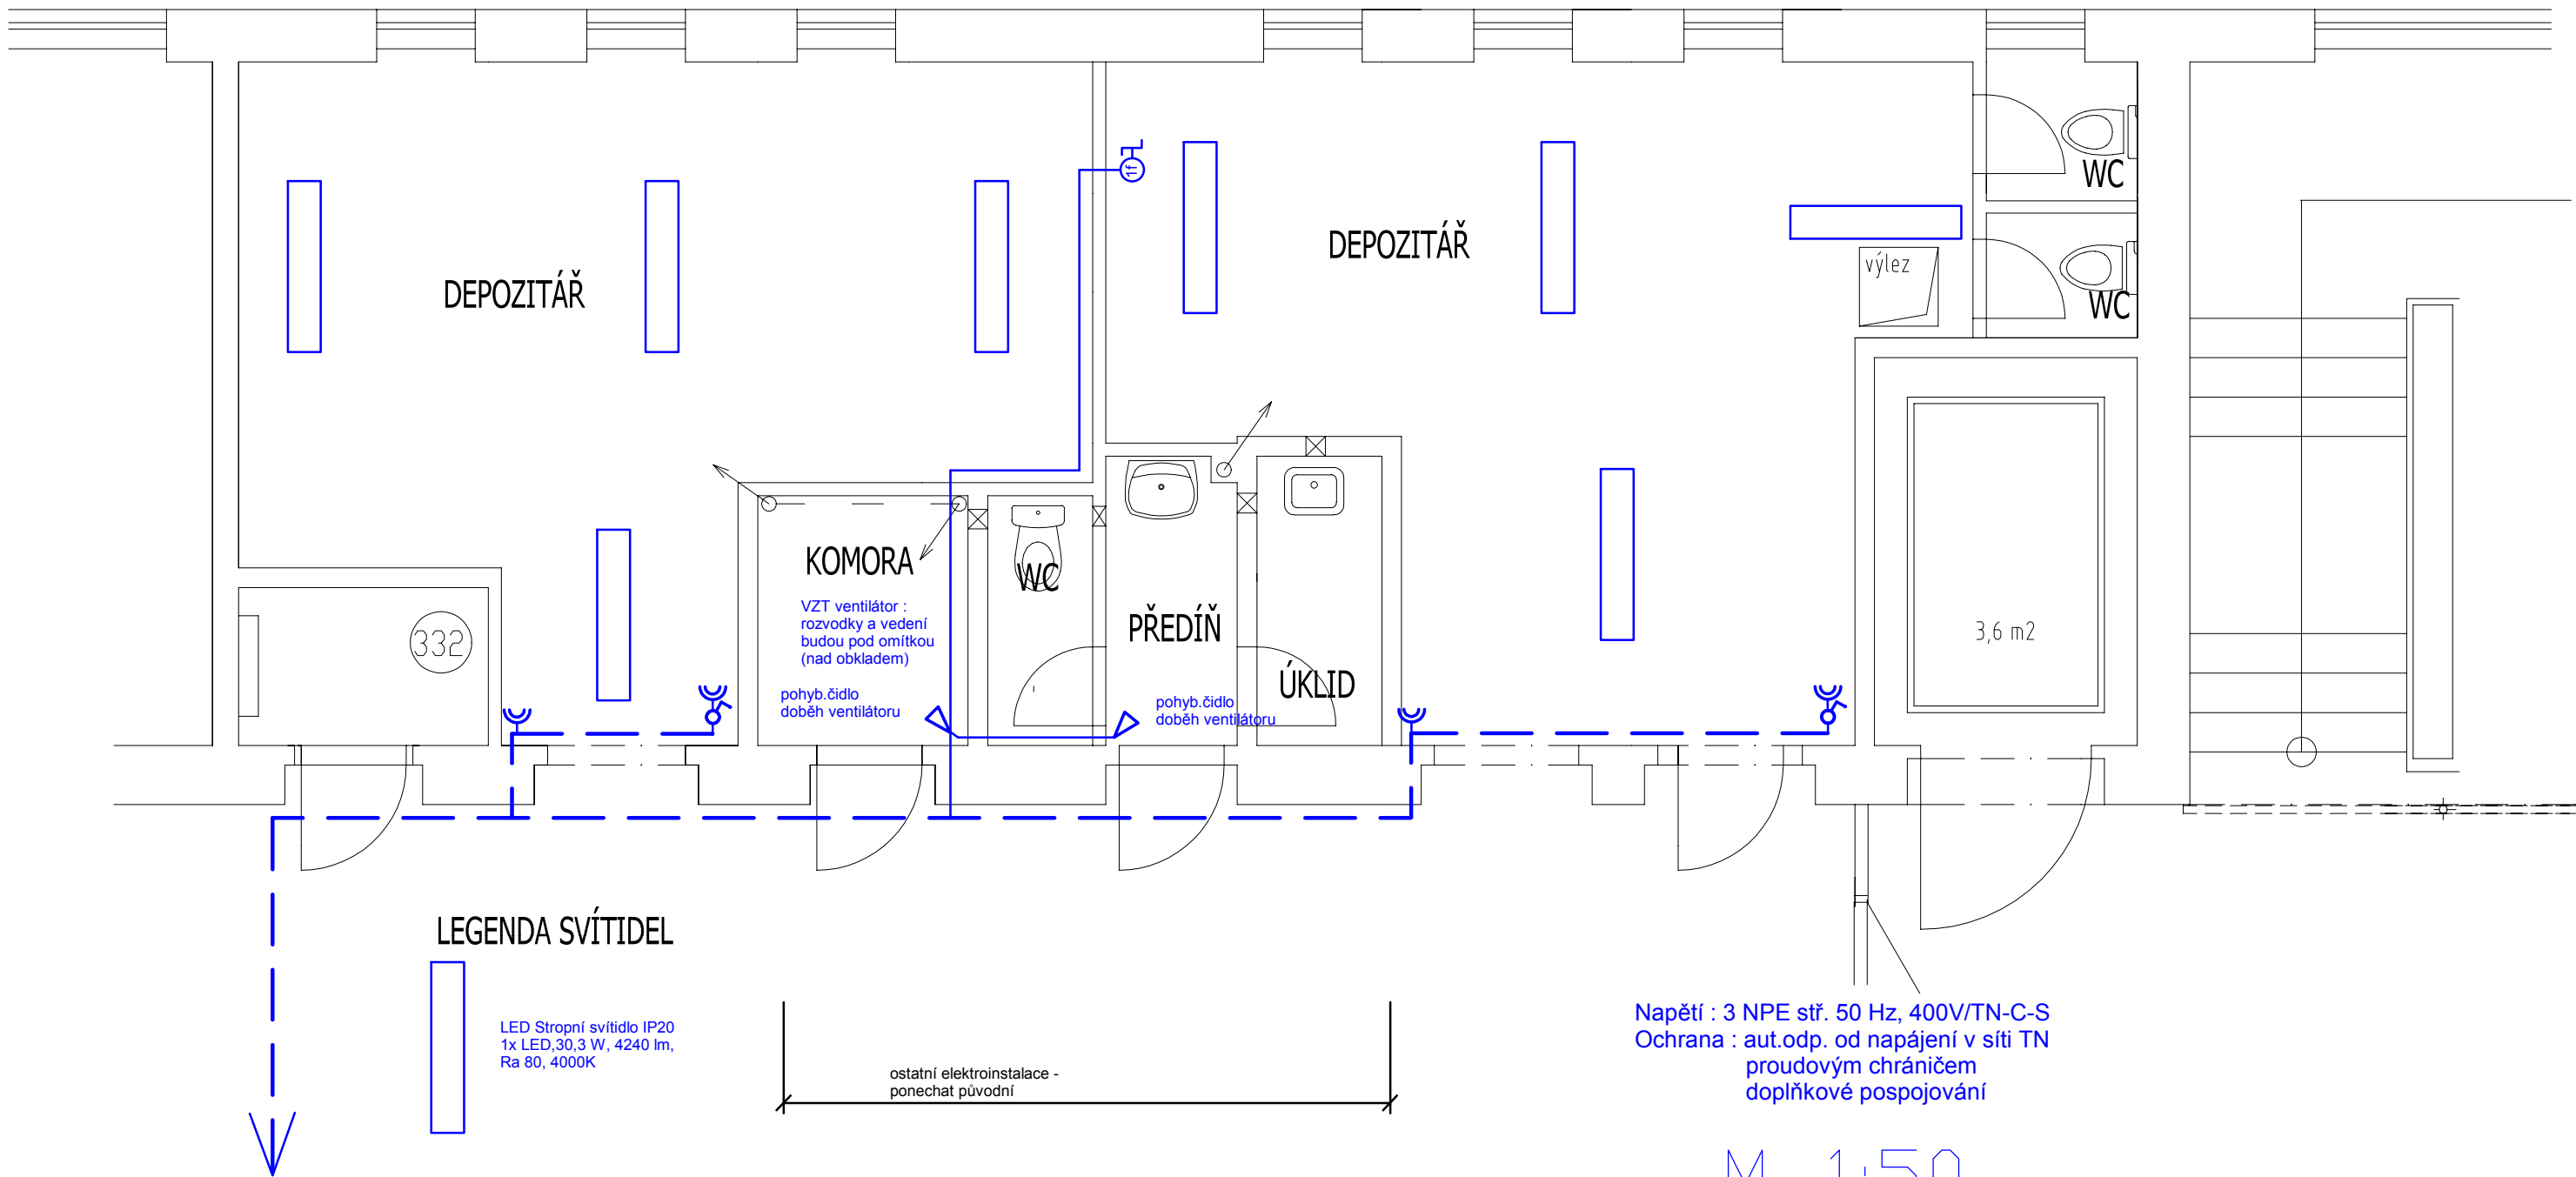 WC
DEPOZITÁŘ
výlez
DEPOZITÁŘ
WC
1f
KOMORA
WC
VZT ventilátor :
rozvodky a vedení
budou pod omítkou
(nad obkladem)
PŘEDÍŇ
332
3,6 m2
ÚKLID
pohyb.čidlo
doběh ventilátoru
pohyb.čidlo
doběh ventilátoru
LEGENDA SVÍTIDEL
LED Stropní svítidlo IP20
1x LED,30,3 W, 4240 lm,
Ra 80, 4000K
ostatní elektroinstalace -
ponechat původní
Napětí : 3 NPE stř. 50 Hz, 400V/TN-C-S
Ochrana : aut.odp. od napájení v síti TN
proudovým chráničem
doplňkové pospojování
M 1:50